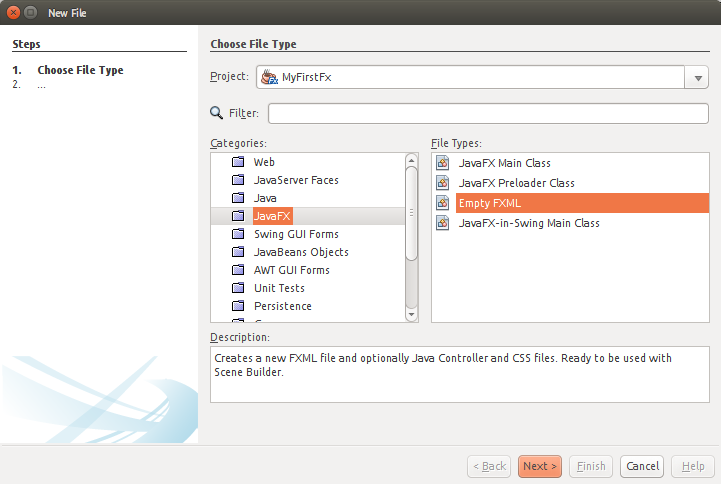 New File
Steps
1. Choose File Type
2. ...
Choose File Type
Project: MyFirstFx
Filter:
Categories:
Web
JavaServer Faces
Java
JavaFX
Swing GUI Forms
JavaBeans Objects
AWT GUI Forms
Unit Tests
Persistence
File Types:
JavaFX Main Class
JavaFX Preloader Class
Empty FXML
JavaFX-in-Swing Main Class
Description:
Creates a new FXML file and optionally Java Controller and CSS files. Ready to be used with
Scene Builder.
< Back Next > Finish Cancel Help